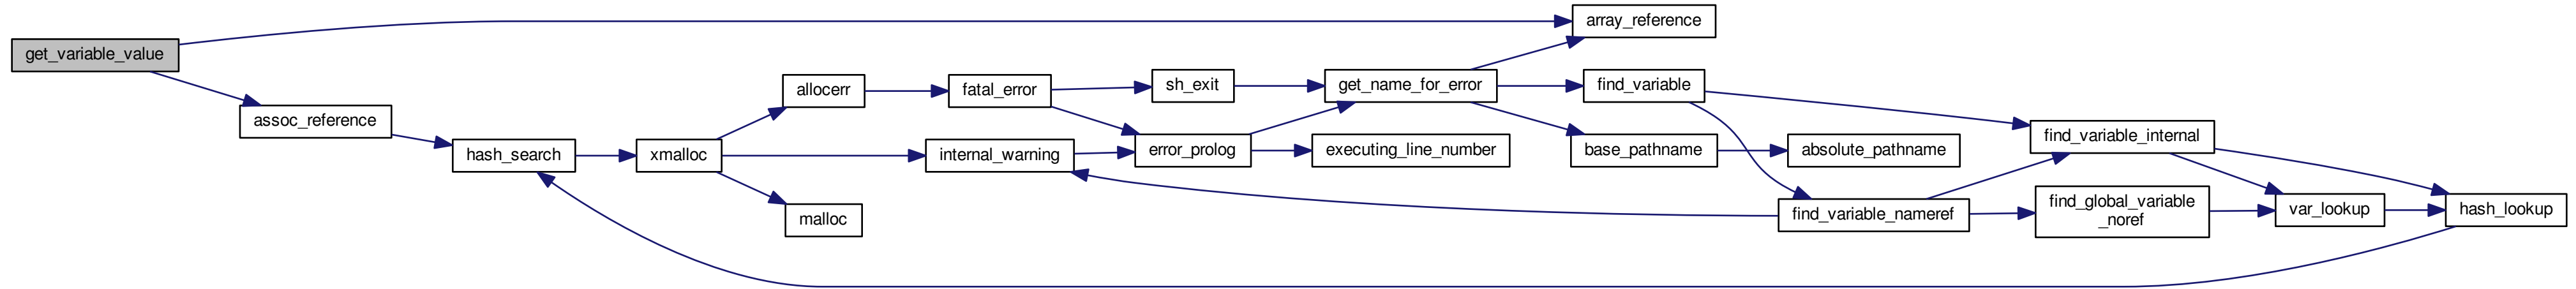 get_variable_value
array_reference
assoc_reference
hash_search
xmalloc
allocerr
internal_warning
malloc
fatal_error
sh_exit
error_prolog
get_name_for_error
executing_line_number
find_variable
base_pathname
absolute_pathname
find_variable_nameref
find_variable_internal
find_global_variable
_noref
var_lookup
hash_lookup